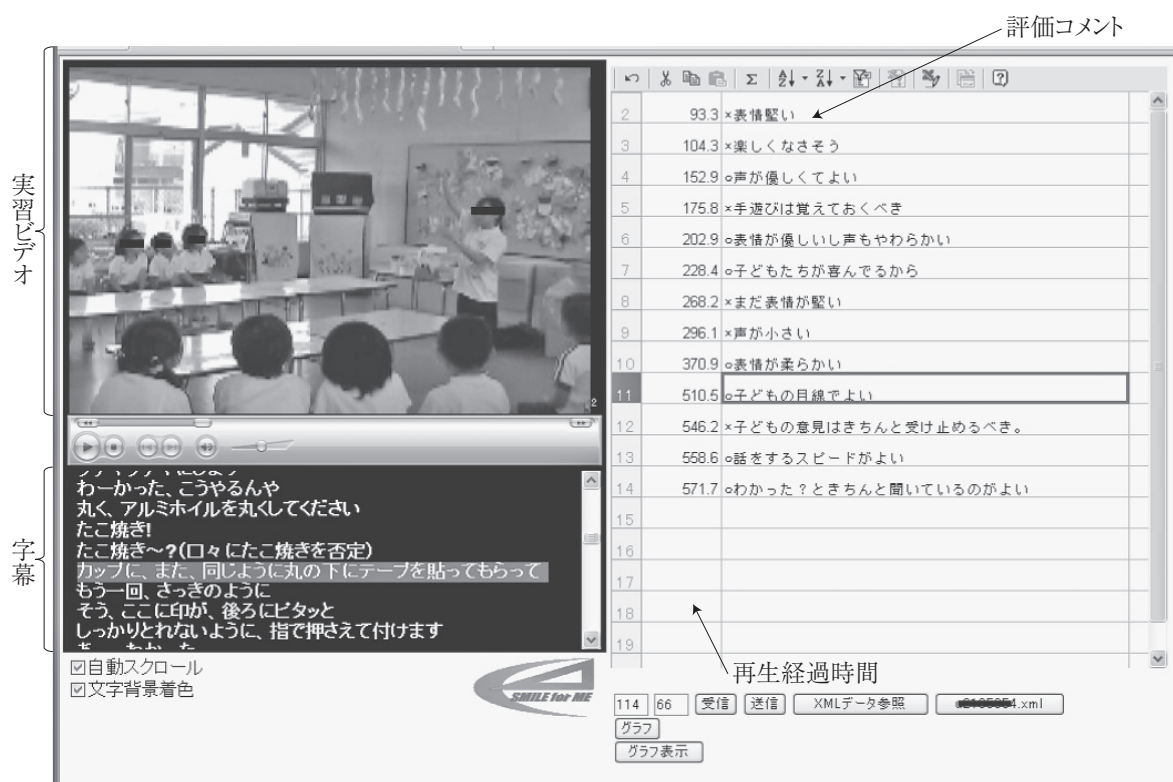 評価コメント
実習ビデオ
2 93.3 ×表情堅い
3 104.3 ×楽しくなさそう
4 152.9 ○声が優しくてよい
5 175.8 ×手遊びは覚えておくべき
6 202.9 ○表情が優しいし声もやわらかい
7 228.4 ○子どもたちが喜んでるから
8 268.2 ×まだ表情が堅い
9 296.1 ×声が小さい
10 370.9 ○表情が柔らかい
11 510.5 ○子どもの目線でよい
12 546.2 ×子どもの意見はきちんと受け止めるべき。
13 558.6 ○話をするスピードがよい
14 571.7 ○わかった？ときちんと聞いているのがよい
15
16
17
18
19
再生経過時間
2
字幕
わーかった、こうやるんや
丸く、アルミホイルを丸くしてください
たこ焼き!
たこ焼き～?(口々にたこ焼きを否定)
カップに、また、同じように丸の下にテープを貼ってもらって
もう一回、さっきのように
そう、ここに印が、後ろにピタッと
しっかりとれないように、指で押さえて付けます
自動スクロール
文字背景着色
SMILE for ME
114 66 受信 送信 XMLデータ参照 4.xml
グラフ
グラフ表示